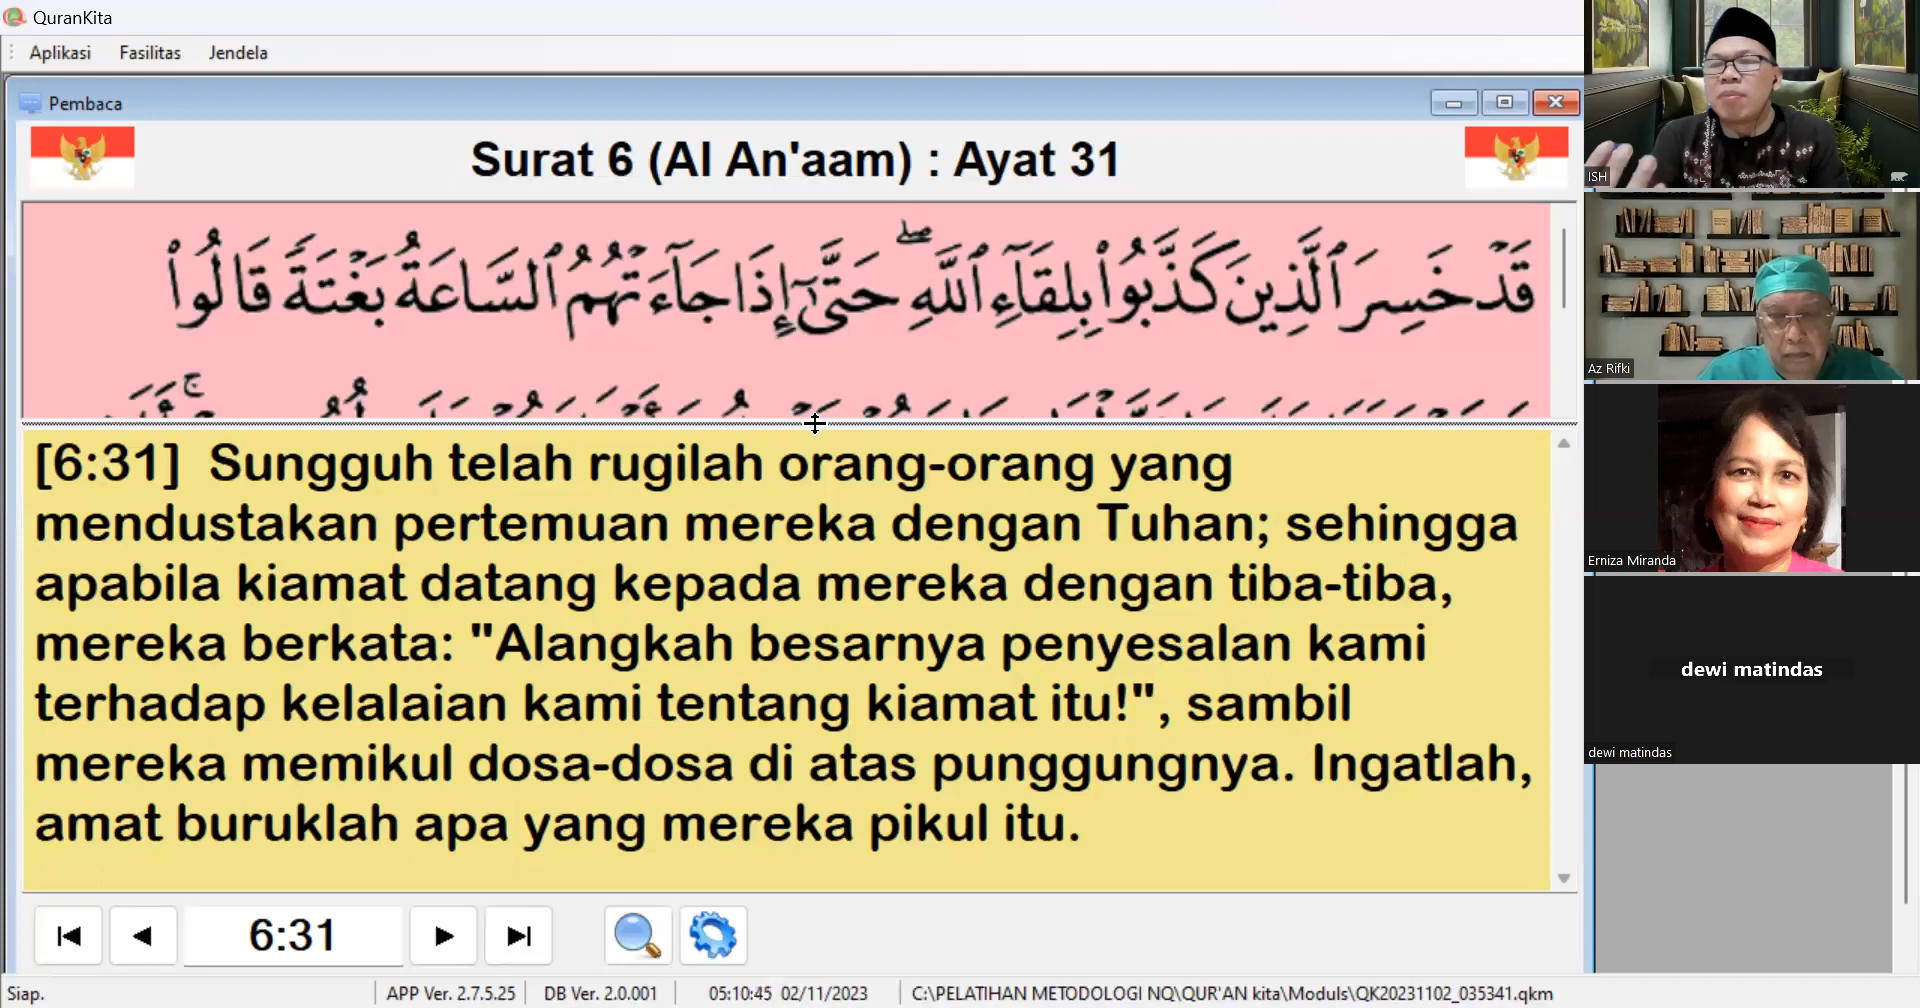 QuranKita
Aplikasi Fasilitas Jendela
Pembaca
Surat 6 (Al An'aam) : Ayat 31
قَدْ خَسِرَ ٱلَّذِينَ كَذَّبُوا۟ بِلِقَآءِ ٱللَّهِ ۖ حَتَّىٰٓ إِذَا جَآءَتْهُمُ ٱلسَّاعَةُ بَغْتَةً قَالُوا۟
[6:31] Sungguh telah rugilah orang-orang yang
mendustakan pertemuan mereka dengan Tuhan; sehingga
apabila kiamat datang kepada mereka dengan tiba-tiba,
mereka berkata: "Alangkah besarnya penyesalan kami
terhadap kelalaian kami tentang kiamat itu!", sambil
mereka memikul dosa-dosa di atas punggungnya. Ingatlah,
amat buruklah apa yang mereka pikul itu.
6:31
Siap. APP Ver. 2.7.5.25 DB Ver. 2.0.001 05:10:45 02/11/2023 C:\PELATIHAN METODOLOGI NQ\QUR'AN kita\Moduls\QK20231102_035341.qkm
ISH
Az Rifki
Erniza Miranda
dewi matindas
dewi matindas